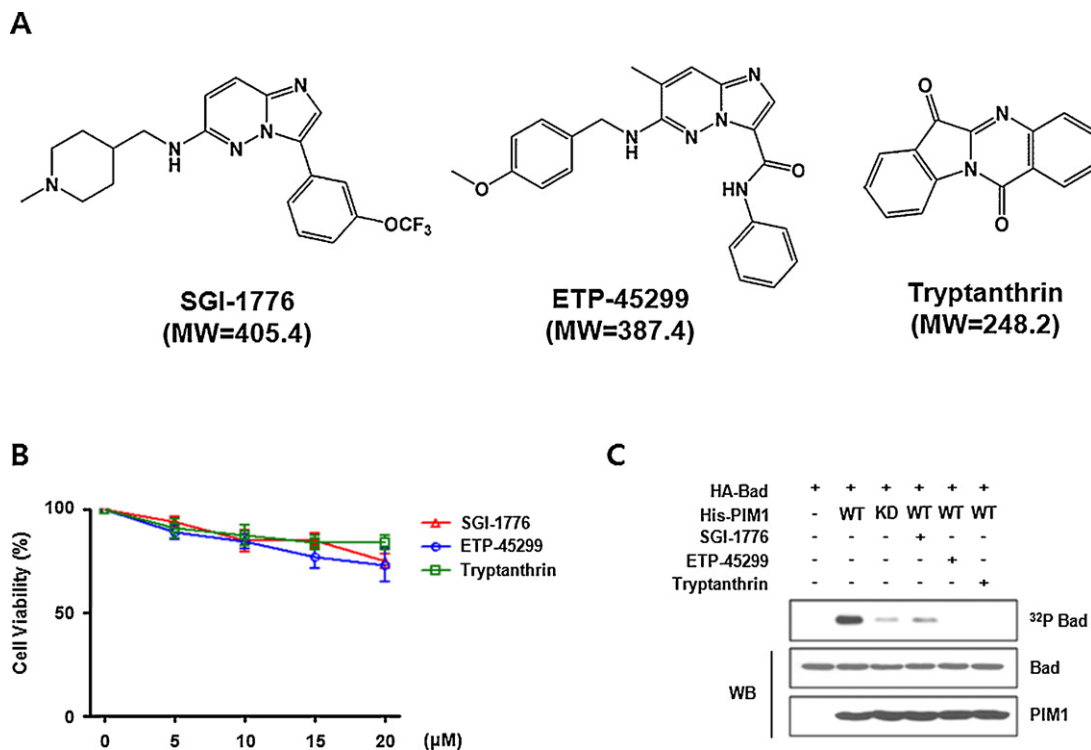 A
N
N
N
N
H
N
OCF₃
SGI-1776
(MW=405.4)
N
N
N
N
H
O
O
NH
ETP-45299
(MW=387.4)
O
N
N
O
Tryptanthrin
(MW=248.2)
B
Cell Viability (%)
100
50
0
0 5 10 15 20 (μM)
SGI-1776
ETP-45299
Tryptanthrin
C
HA-Bad + + + + + +
His-PIM1 - WT KD WT WT WT
SGI-1776 - - - + - -
ETP-45299 - - - - + -
Tryptanthrin - - - - - +
³²P Bad
WB
Bad
PIM1